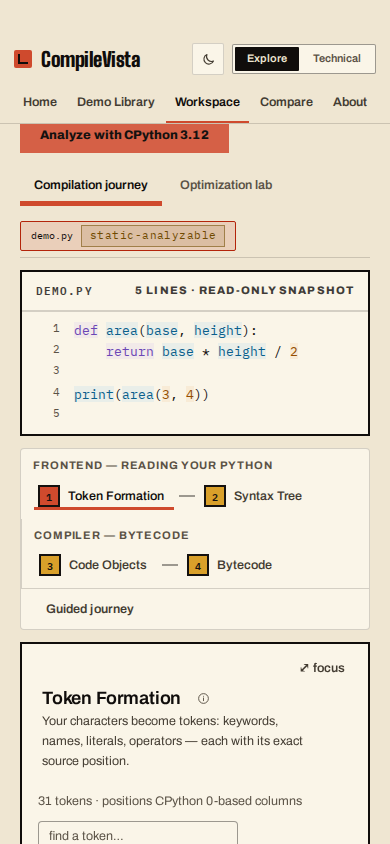 CompileVista
Explore Technical
Home Demo Library Workspace Compare About
Analyze with CPython 3.12
Compilation journey Optimization lab
demo.py static-analyzable
DEMO.PY 5 LINES · READ-ONLY SNAPSHOT
1 def area(base, height):
2     return base * height / 2
3
4 print(area(3, 4))
5
FRONTEND — READING YOUR PYTHON
1 Token Formation — 2 Syntax Tree
COMPILER — BYTECODE
3 Code Objects — 4 Bytecode
Guided journey
⤢ focus
Token Formation ⓘ
Your characters become tokens: keywords,
names, literals, operators — each with its exact
source position.
31 tokens · positions CPython 0-based columns
find a token...